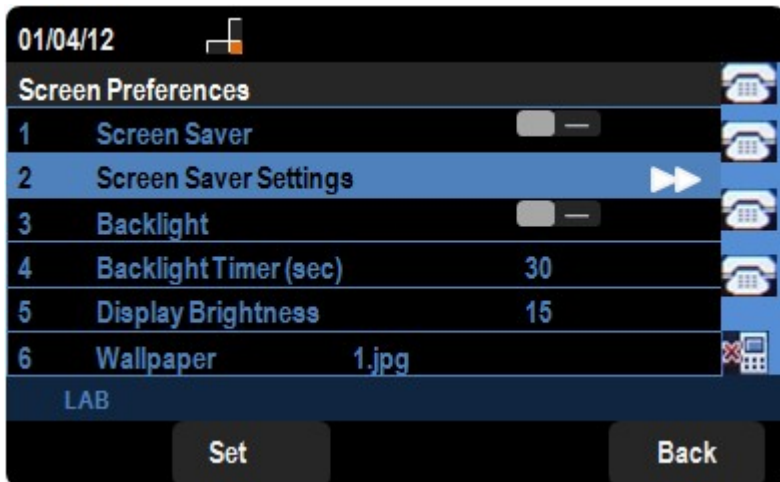 01/04/12
Screen Preferences
1 Screen Saver
2 Screen Saver Settings
3 Backlight
4 Backlight Timer (sec) 30
5 Display Brightness 15
6 Wallpaper 1.jpg
LAB
Set Back